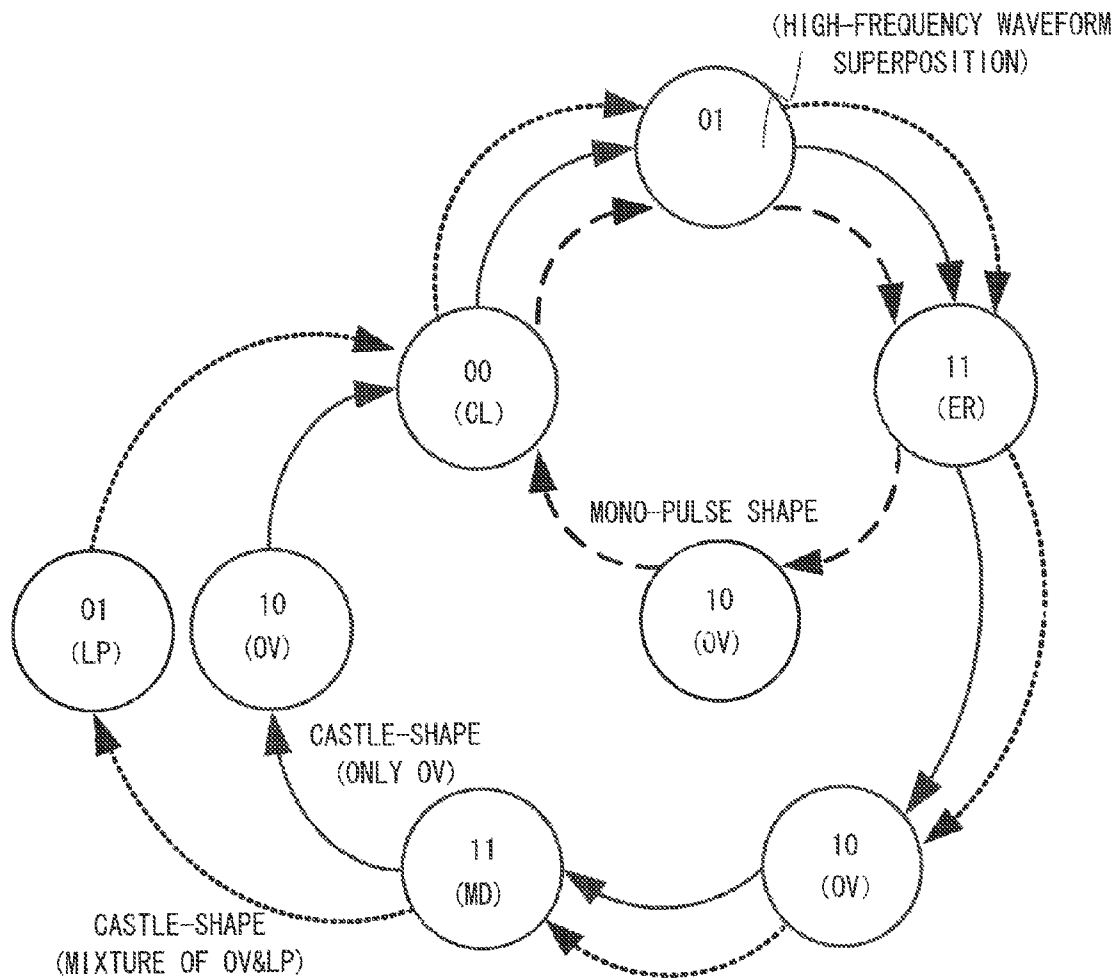 (HIGH-FREQUENCY WAVEFORM
SUPERPOSITION)
01
00
(CL)
11
(ER)
MONO-PULSE SHAPE
01
(LP)
10
(OV)
10
(OV)
CASTLE-SHAPE
(ONLY OV)
11
(MD)
10
(OV)
CASTLE-SHAPE
(MIXTURE OF OV&LP)